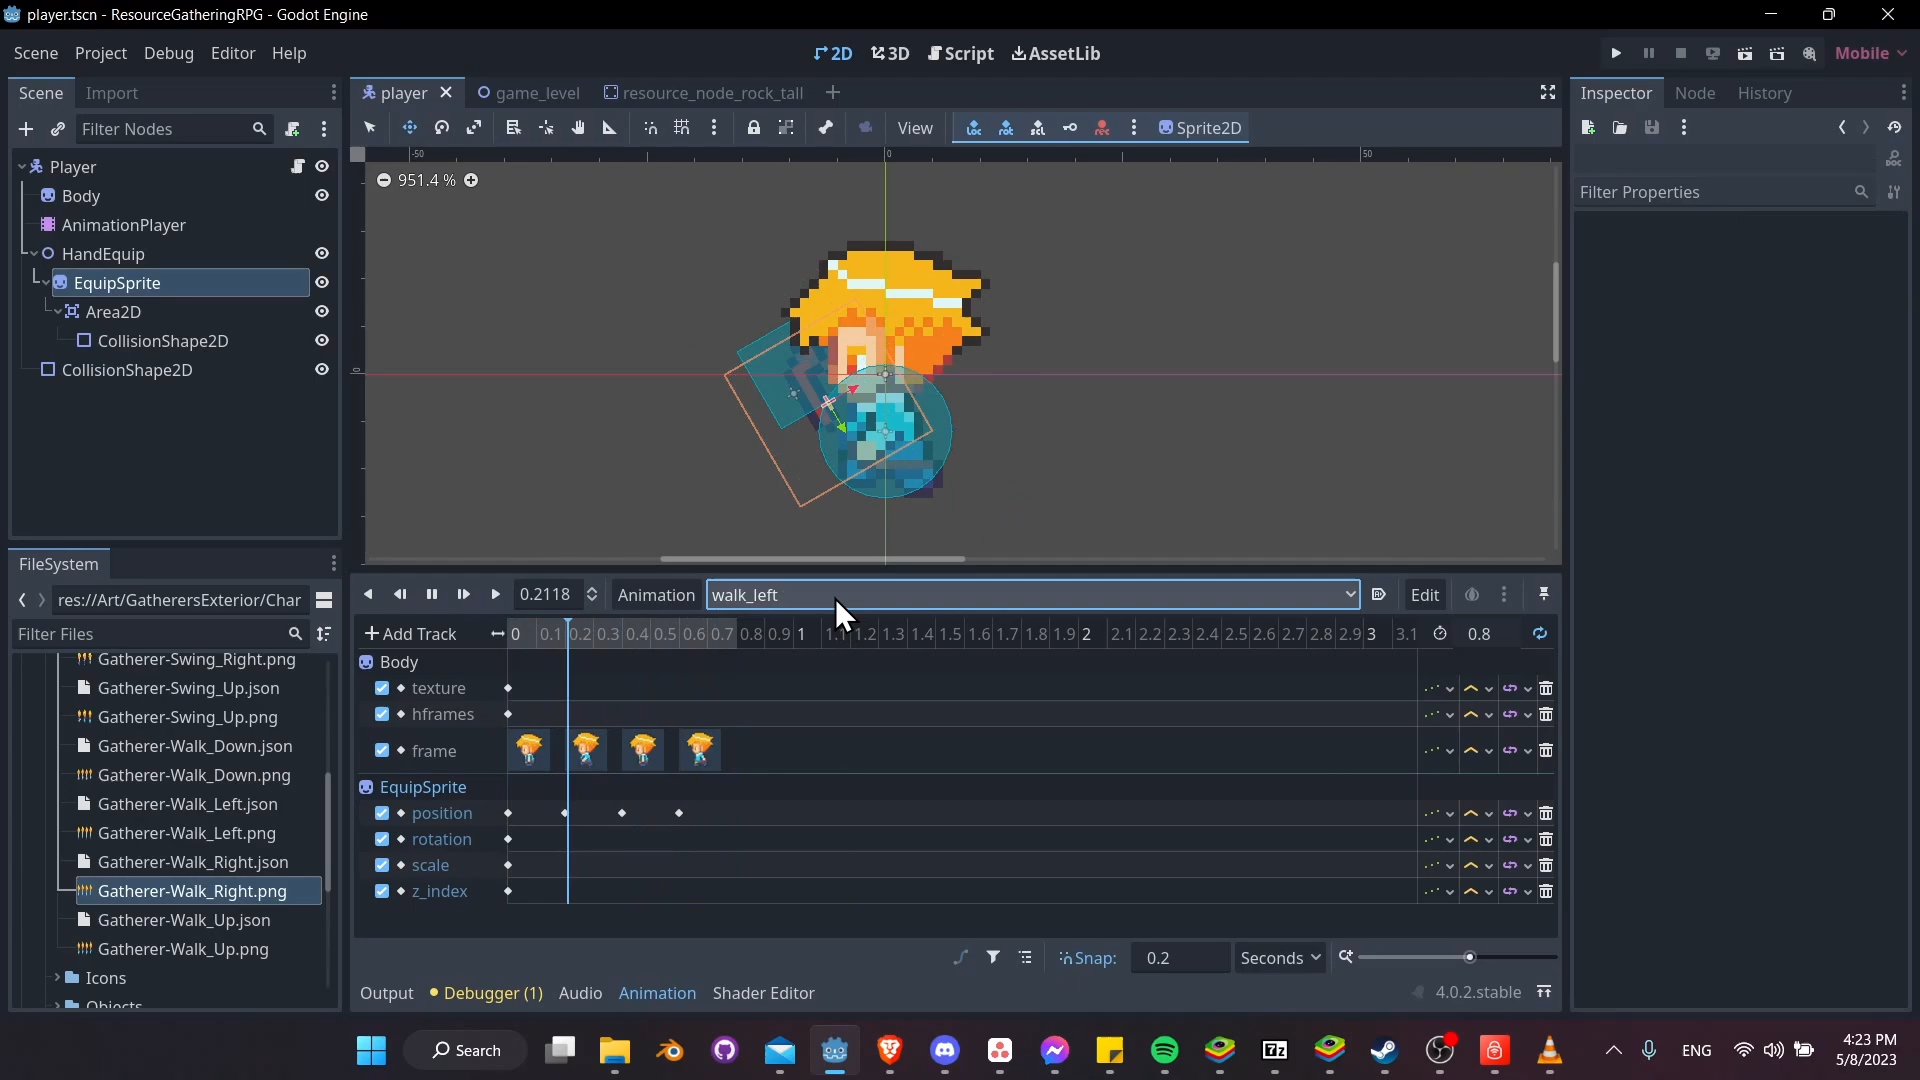 player.tscn - ResourceGatheringRPG - Godot Engine
Scene Project Debug Editor Help
2D 3D Script AssetLib
Mobile
Scene Import
player game_level resource_node_rock_tall
Inspector Node History
Filter Nodes
View
Sprite2D
-50 0 50
951.4 %
0
Player
Body
AnimationPlayer
HandEquip
EquipSprite
Area2D
CollisionShape2D
CollisionShape2D
Filter Properties
FileSystem
res://Art/GatherersExterior/Char
Filter Files
Gatherer-Swing_Right.png
Gatherer-Swing_Up.json
Gatherer-Swing_Up.png
Gatherer-Walk_Down.json
Gatherer-Walk_Down.png
Gatherer-Walk_Left.json
Gatherer-Walk_Left.png
Gatherer-Walk_Right.json
Gatherer-Walk_Right.png
Gatherer-Walk_Up.json
Gatherer-Walk_Up.png
Icons
Objects
0.2118 Animation walk_left Edit
Add Track 0 0.1 0.2 0.3 0.4 0.5 0.6 0.7 0.8 0.9 1 1.1 1.2 1.3 1.4 1.5 1.6 1.7 1.8 1.9 2 2.1 2.2 2.3 2.4 2.5 2.6 2.7 2.8 2.9 3 3.1 0.8
Body
texture
hframes
frame
EquipSprite
position
rotation
scale
z_index
Snap: 0.2 Seconds
Output Debugger (1) Audio Animation Shader Editor 4.0.2.stable
Search
ENG
4:23 PM
5/8/2023